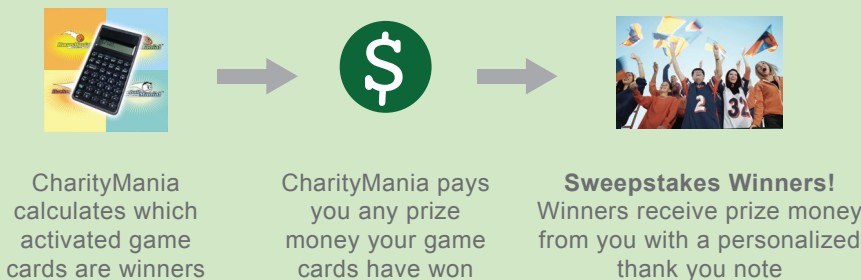 $
2
32
CharityMania
calculates which
activated game
cards are winners
CharityMania pays
you any prize
money your game
cards have won
Sweepstakes Winners!
Winners receive prize money
from you with a personalized
thank you note